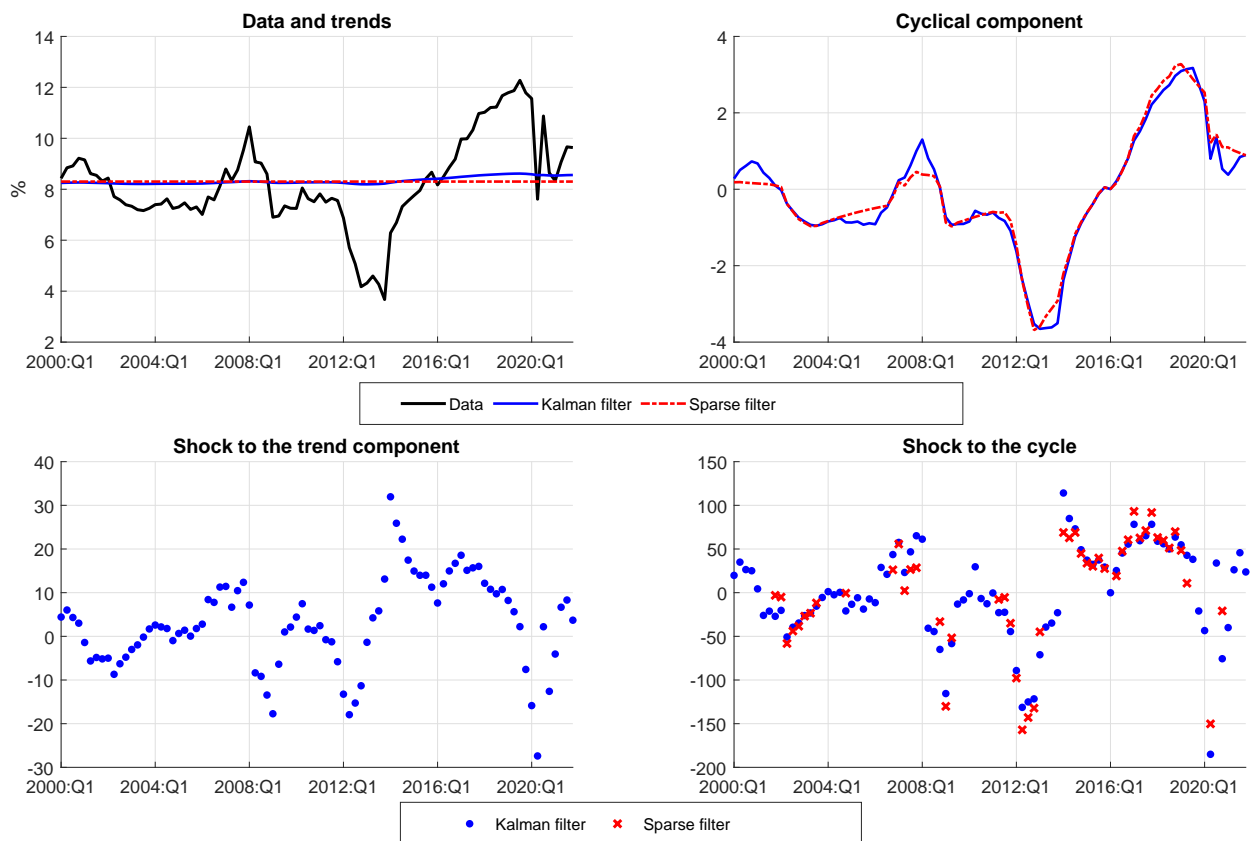 Data and trends
14
12
10
8
6
4
2
%
2000:Q1 2004:Q1 2008:Q1 2012:Q1 2016:Q1 2020:Q1
Cyclical component
4
2
0
-2
-4
2000:Q1 2004:Q1 2008:Q1 2012:Q1 2016:Q1 2020:Q1
Data Kalman filter Sparse filter
Shock to the trend component
40
30
20
10
0
-10
-20
-30
2000:Q1 2004:Q1 2008:Q1 2012:Q1 2016:Q1 2020:Q1
Shock to the cycle
150
100
50
0
-50
-100
-150
-200
2000:Q1 2004:Q1 2008:Q1 2012:Q1 2016:Q1 2020:Q1
Kalman filter Sparse filter